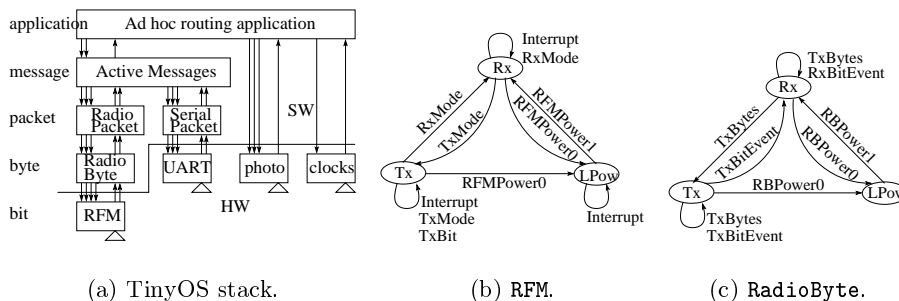 application
Ad hoc routing application
message
Active Messages
packet
Radio
Packet
Serial
Packet
SW
byte
Radio
Byte
UART
photo
clocks
HW
bit
RFM
(a) TinyOS stack.
Interrupt
RxMode
Rx
RxMode
TxMode
RFMPower1
RFMPower0
Tx
RFMPower0
LPow
Interrupt
TxMode
TxBit
Interrupt
(b) RFM.
TxBytes
RxBitEvent
Rx
TxBytes
TxBitEvent
RBPower1
RBPower0
Tx
RBPower0
LPow
TxBytes
TxBitEvent
(c) RadioByte.